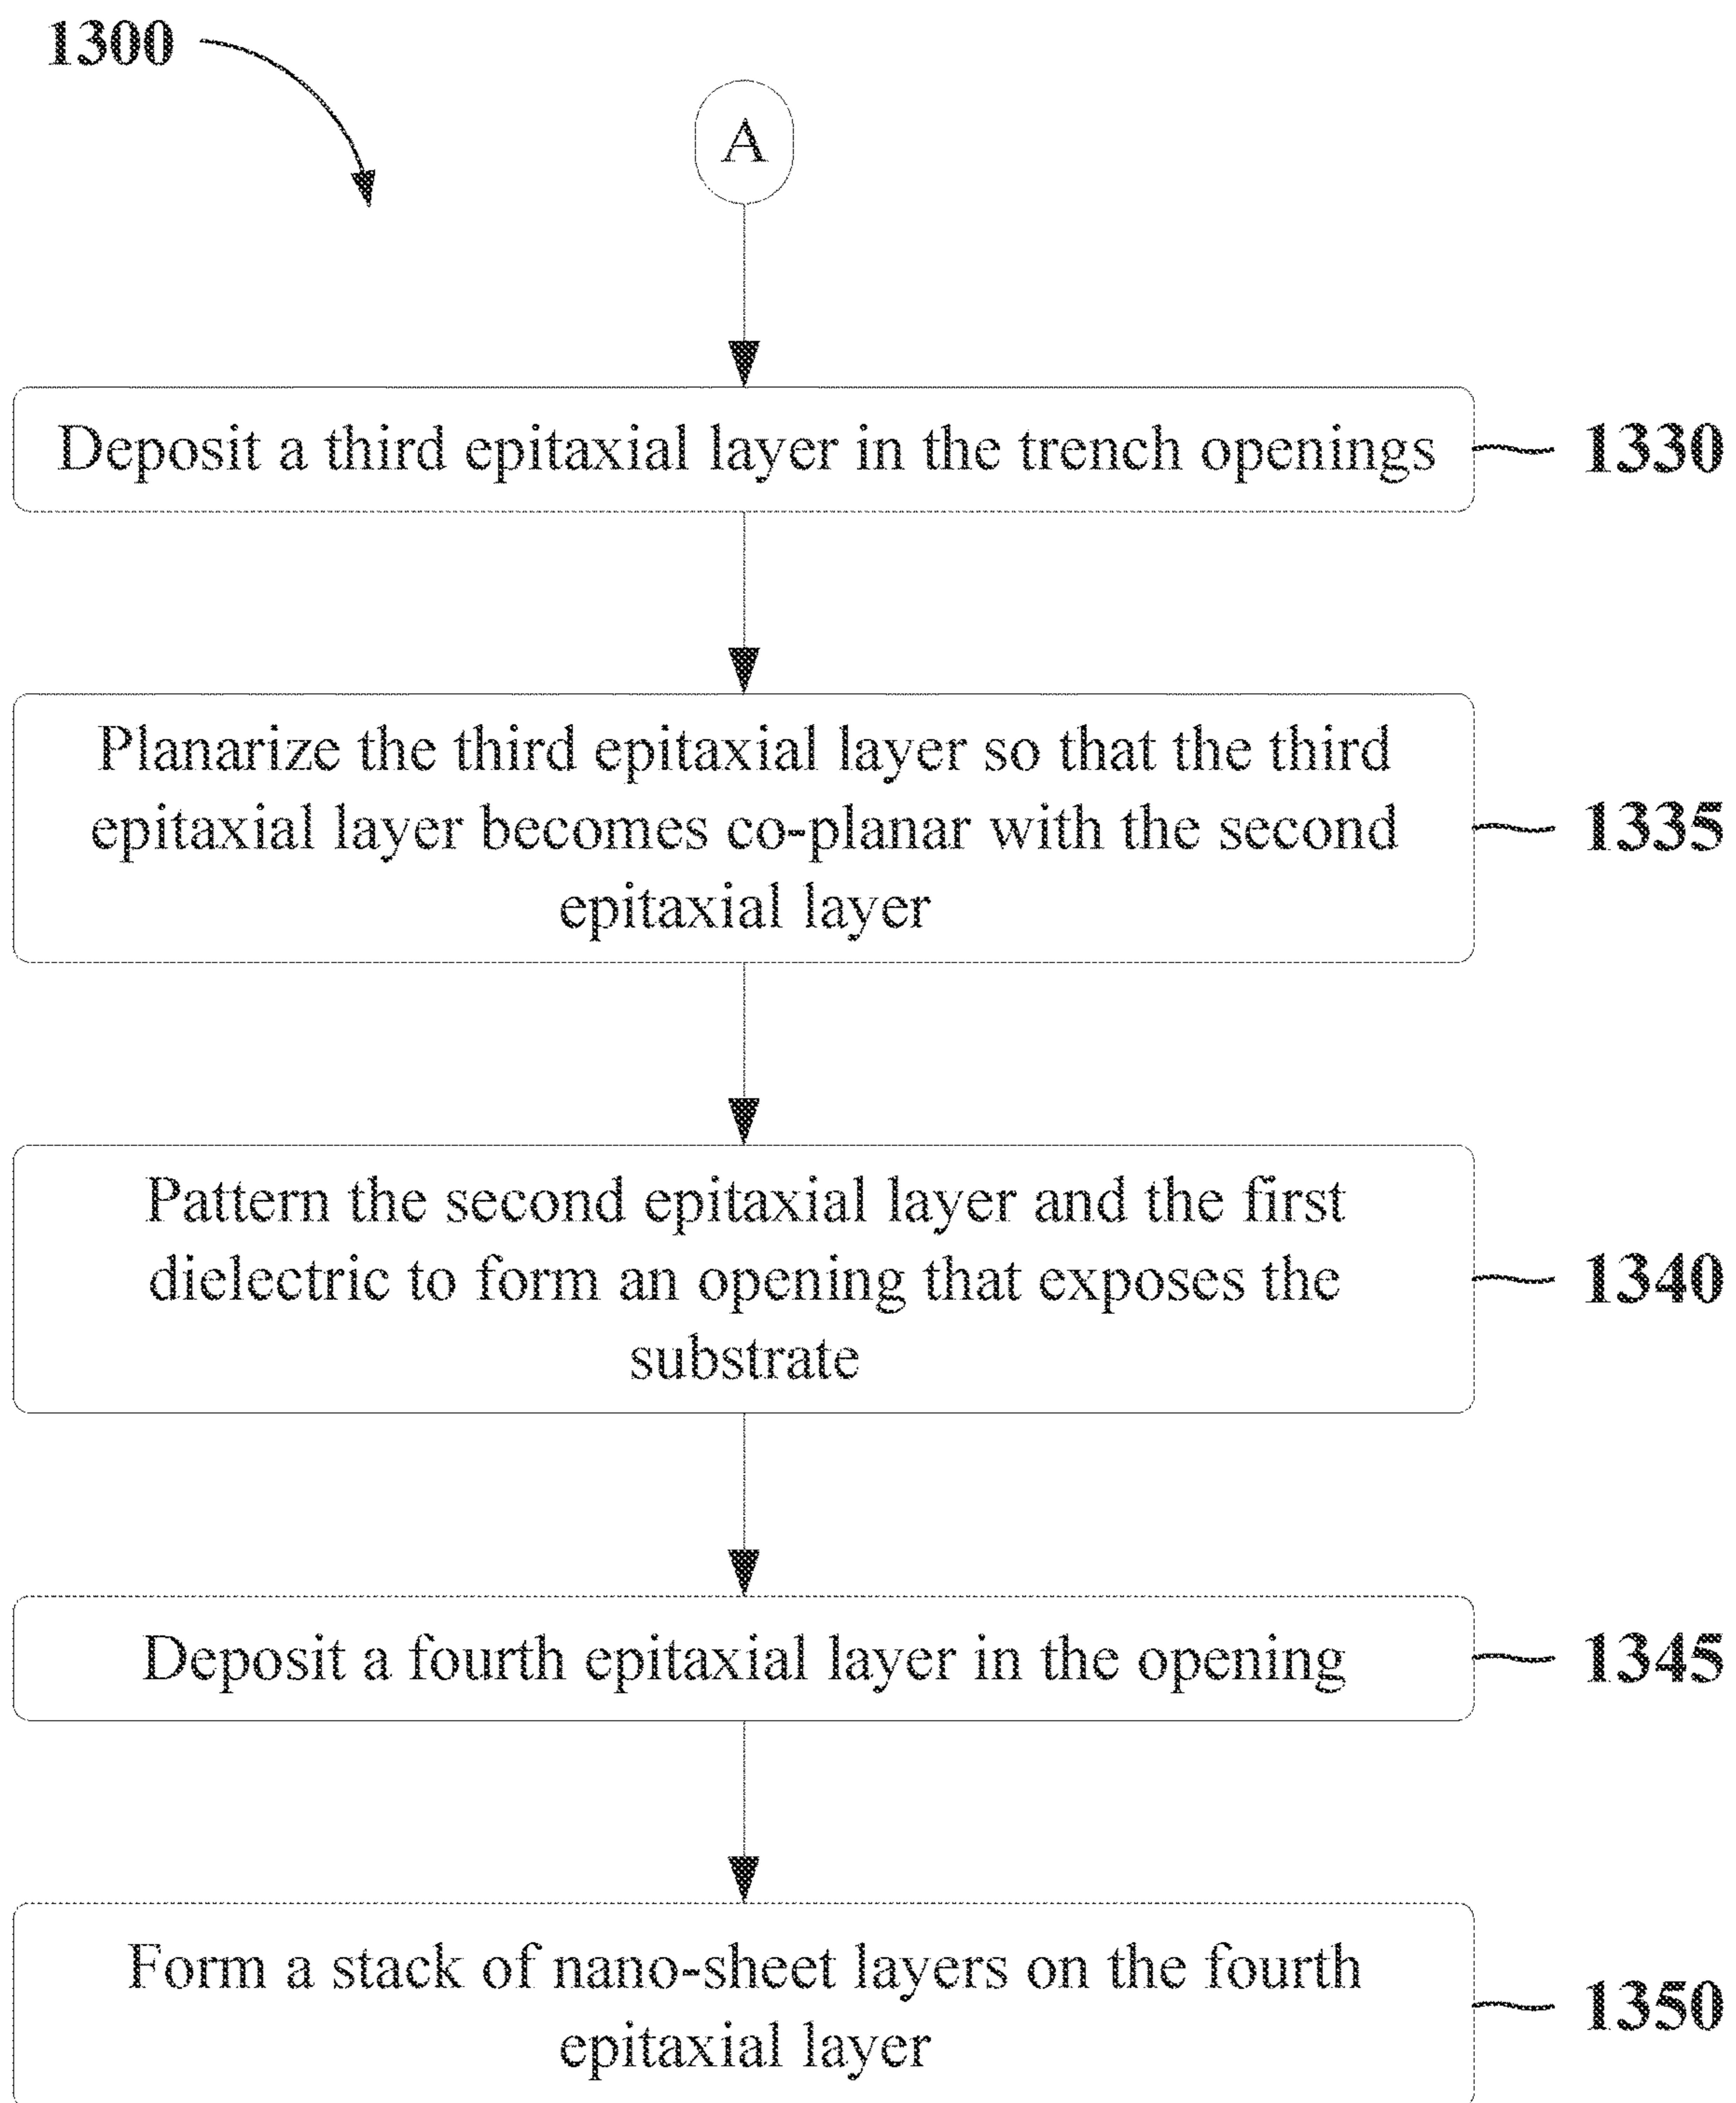 1300
A
Deposit a third epitaxial layer in the trench openings
1330
Planarize the third epitaxial layer so that the third
epitaxial layer becomes co-planar with the second
epitaxial layer
1335
Pattern the second epitaxial layer and the first
dielectric to form an opening that exposes the
substrate
1340
Deposit a fourth epitaxial layer in the opening
1345
Form a stack of nano-sheet layers on the fourth
epitaxial layer
1350